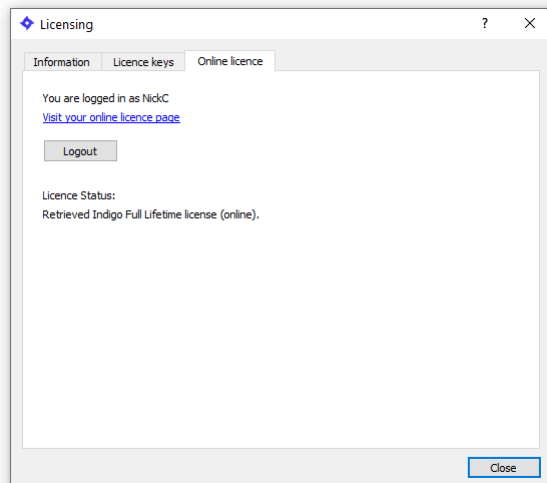 Licensing
?
Information Licence keys Online licence
You are logged in as NickC
Visit your online licence page
Logout
Licence Status:
Retrieved Indigo Full Lifetime license (online).
Close